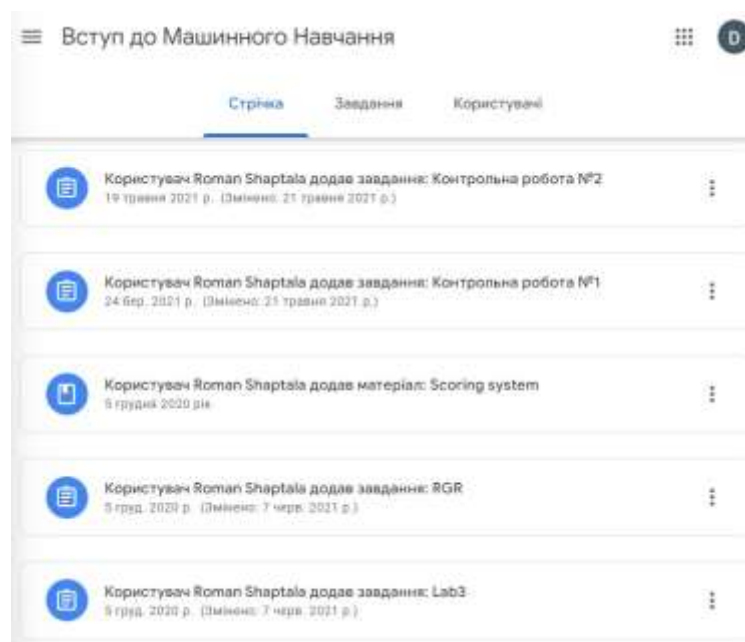 Вступ до Машинного Навчання
D
Стрічка Завдання Користувачі
Користувач Roman Shaptala додав завдання: Контрольна робота №2
19 травня 2021 р. (Змінено: 21 травня 2021 р.)
Користувач Roman Shaptala додав завдання: Контрольна робота №1
24 бер. 2021 р. (Змінено: 21 травня 2021 р.)
Користувач Roman Shaptala додав матеріал: Scoring system
5 грудня 2020 рік
Користувач Roman Shaptala додав завдання: RGR
5 груд. 2020 р. (Змінено: 7 черв. 2021 р.)
Користувач Roman Shaptala додав завдання: Lab3
5 груд. 2020 р. (Змінено: 7 черв. 2021 р.)